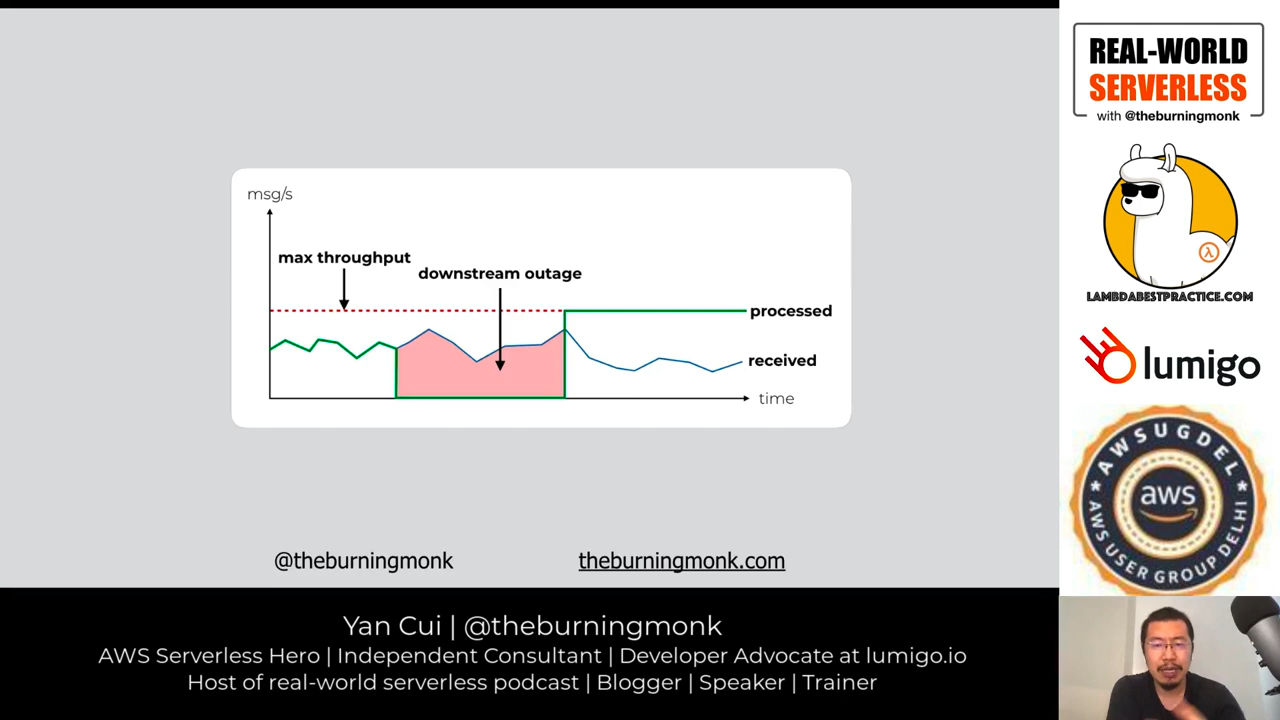 msg/s
max throughput
downstream outage
processed
received
time
@theburningmonk
theburningmonk.com
Yan Cui | @theburningmonk
AWS Serverless Hero | Independent Consultant | Developer Advocate at lumigo.io
Host of real-world serverless podcast | Blogger | Speaker | Trainer
REAL-WORLD
SERVERLESS
with @theburningmonk
λ
LAMBDABESTPRACTICE.COM
lumigo
* AWSUGDEL *
aws
AWS USER GROUP DELHI